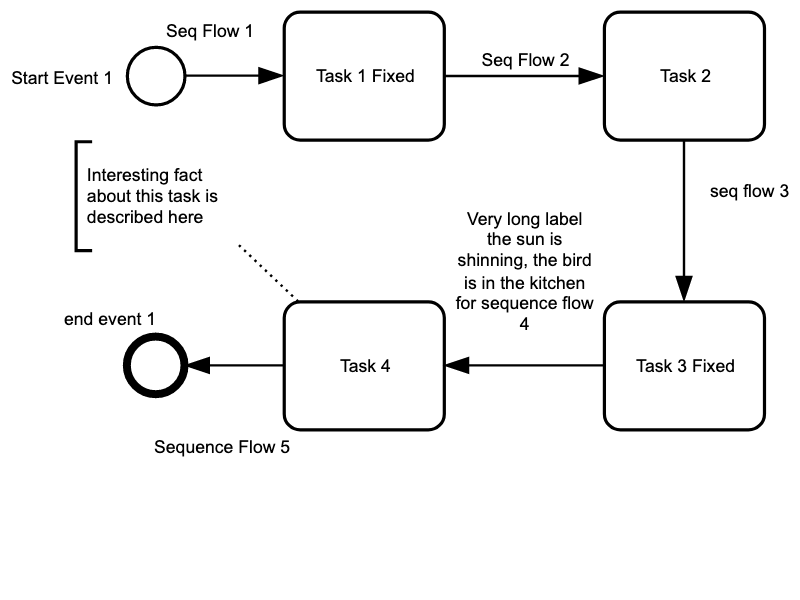 Seq Flow 1
Start Event 1
Task 1 Fixed
Seq Flow 2
Task 2
Interesting fact
about this task is
described here
seq flow 3
Very long label
the sun is
shinning, the bird
is in the kitchen
for sequence flow
4
end event 1
Task 4
Task 3 Fixed
Sequence Flow 5